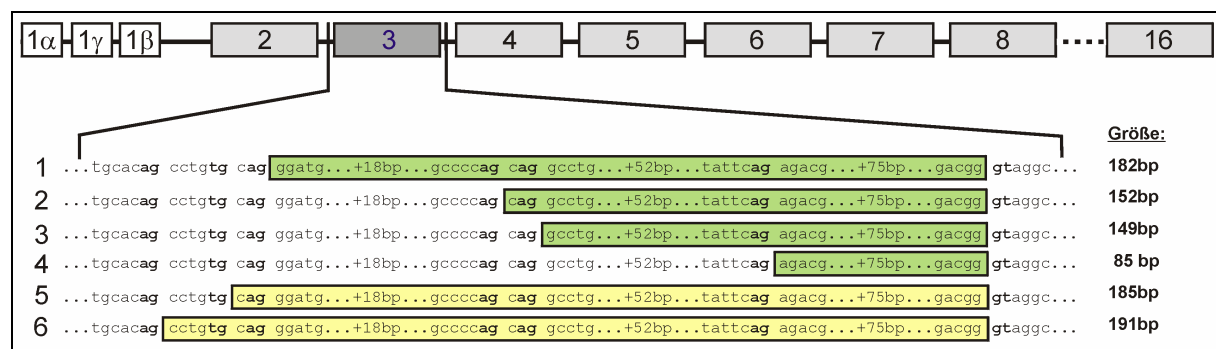 1α 1γ 1β 2 3 4 5 6 7 8 16
Größe:
1 ...tgcacag cctgtg cag ggatg...+18bp...gccccag cag gcctg...+52bp...tattcag agacg...+75bp...gacgg gtaggc... 182bp
2 ...tgcacag cctgtg cag ggatg...+18bp...gccccag cag gcctg...+52bp...tattcag agacg...+75bp...gacgg gtaggc... 152bp
3 ...tgcacag cctgtg cag ggatg...+18bp...gccccag cag gcctg...+52bp...tattcag agacg...+75bp...gacgg gtaggc... 149bp
4 ...tgcacag cctgtg cag ggatg...+18bp...gccccag cag gcctg...+52bp...tattcag agacg...+75bp...gacgg gtaggc... 85 bp
5 ...tgcacag cctgtg cag ggatg...+18bp...gccccag cag gcctg...+52bp...tattcag agacg...+75bp...gacgg gtaggc... 185bp
6 ...tgcacag cctgtg cag ggatg...+18bp...gccccag cag gcctg...+52bp...tattcag agacg...+75bp...gacgg gtaggc... 191bp